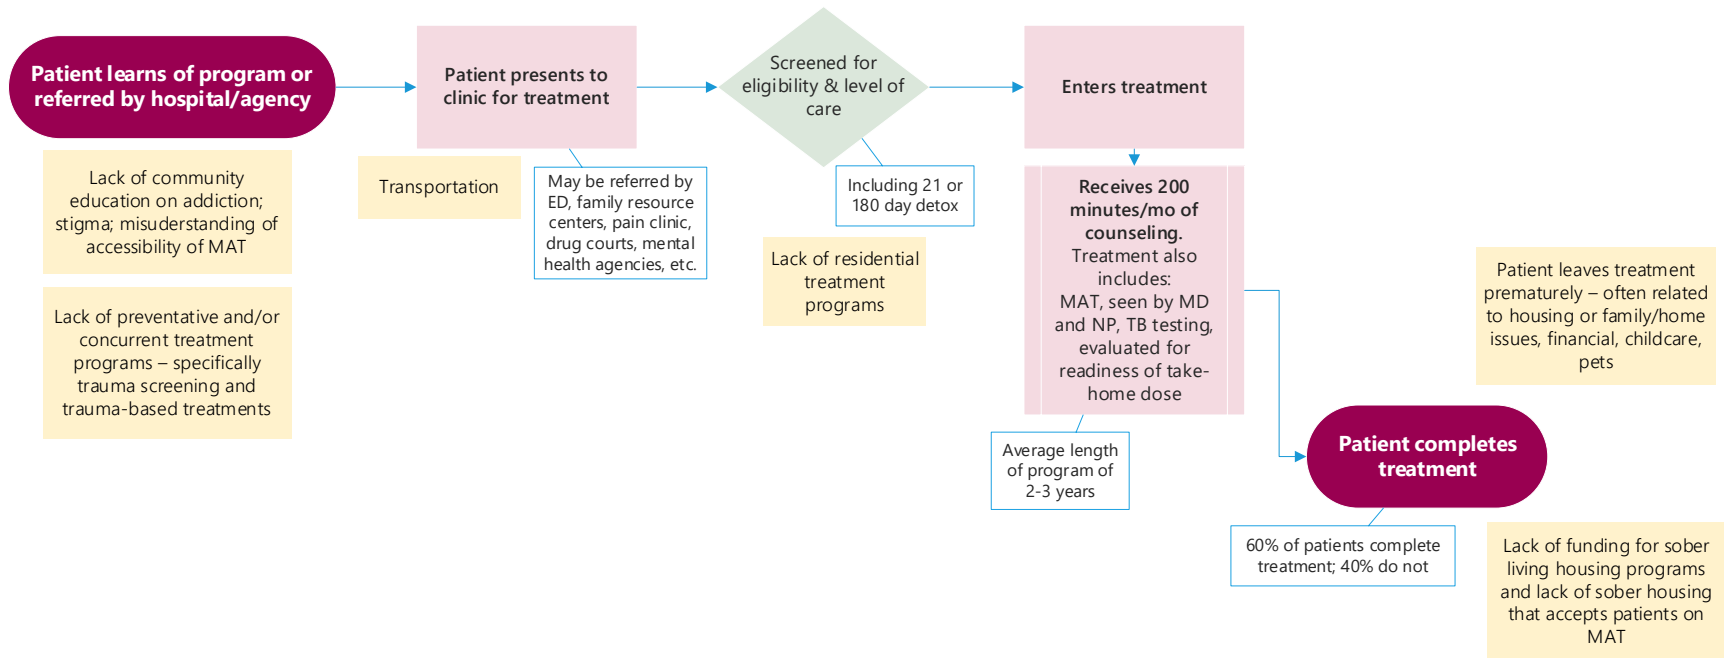 Patient learns of program or
referred by hospital/agency
Lack of community
education on addiction;
stigma; misuderstanding of
accessibility of MAT
Lack of preventative and/or
concurrent treatment
programs – specifically
trauma screening and
trauma-based treatments
Patient presents to
clinic for treatment
Transportation
May be referred by
ED, family resource
centers, pain clinic,
drug courts, mental
health agencies, etc.
Screened for
eligibility & level of
care
Including 21 or
180 day detox
Lack of residential
treatment
programs
Enters treatment
Receives 200
minutes/mo of
counseling.
Treatment also
includes:
MAT, seen by MD
and NP, TB testing,
evaluated for
readiness of take-
home dose
Average length
of program of
2-3 years
Patient leaves treatment
prematurely – often related
to housing or family/home
issues, financial, childcare,
pets
Patient completes
treatment
60% of patients complete
treatment; 40% do not
Lack of funding for sober
living housing programs
and lack of sober housing
that accepts patients on
MAT